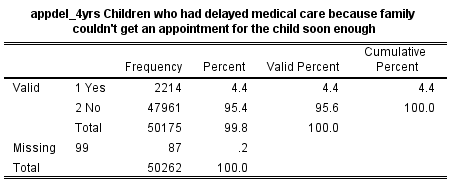 appdel_4yrs Children who had delayed medical care because family
couldn't get an appointment for the child soon enough
Frequency Percent Valid Percent Cumulative Percent
Valid 1 Yes 2214 4.4 4.4 4.4
2 No 47961 95.4 95.6 100.0
Total 50175 99.8 100.0
Missing 99 87 .2
Total 50262 100.0